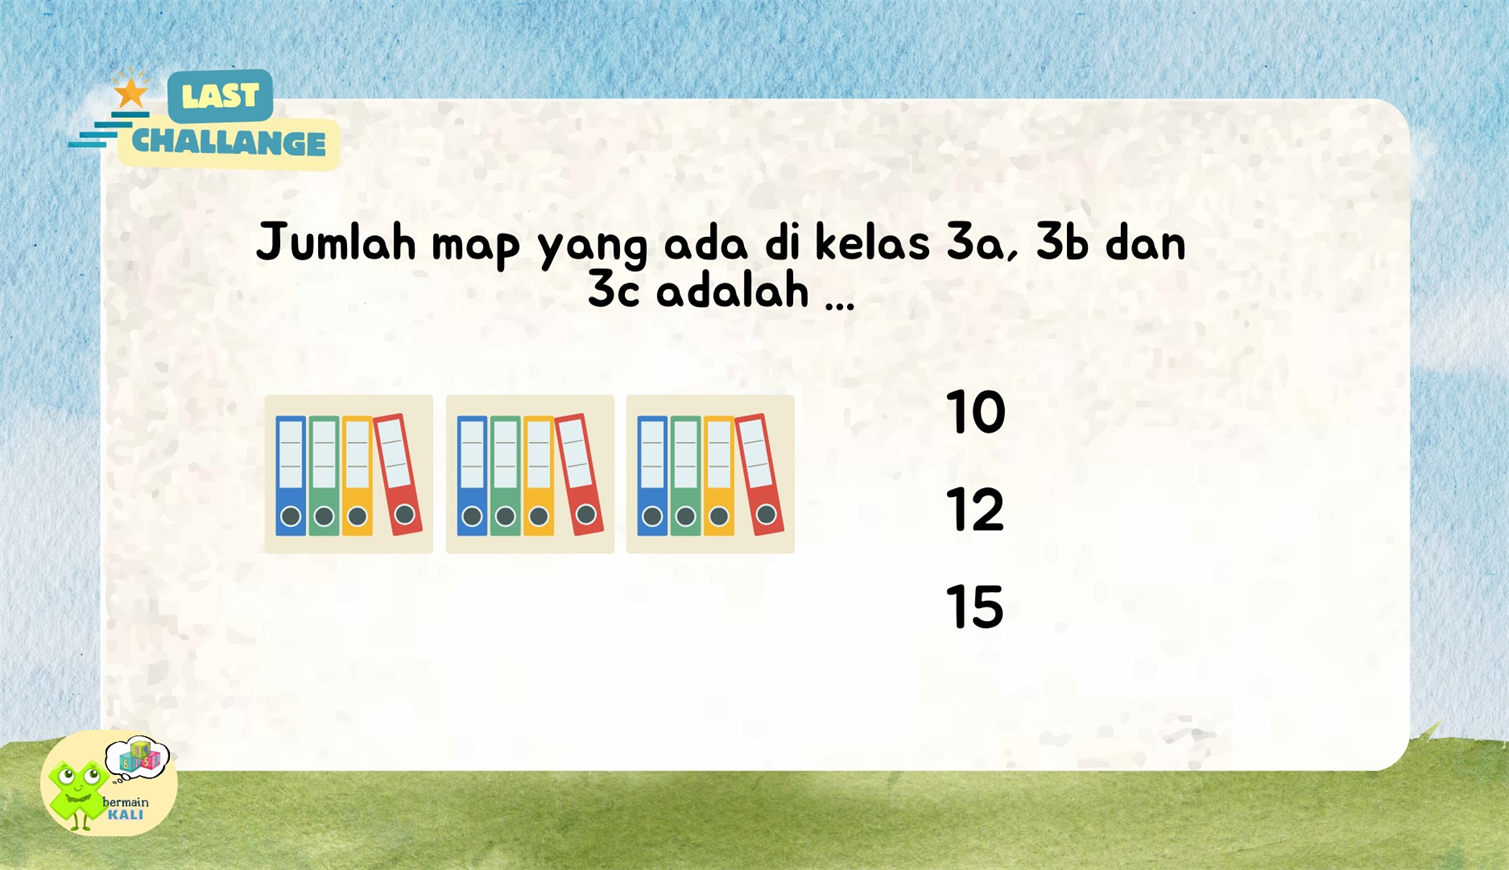 LAST
CHALLANGE
Jumlah map yang ada di kelas 3a, 3b dan
3c adalah ...
10
12
15
bermain
KALI